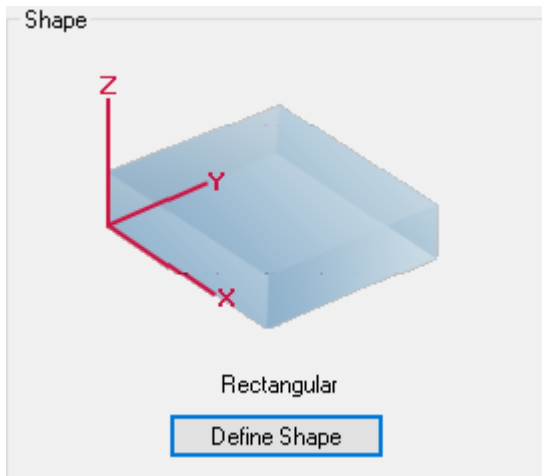 Shape
Z
Y
X
Rectangular
Define Shape